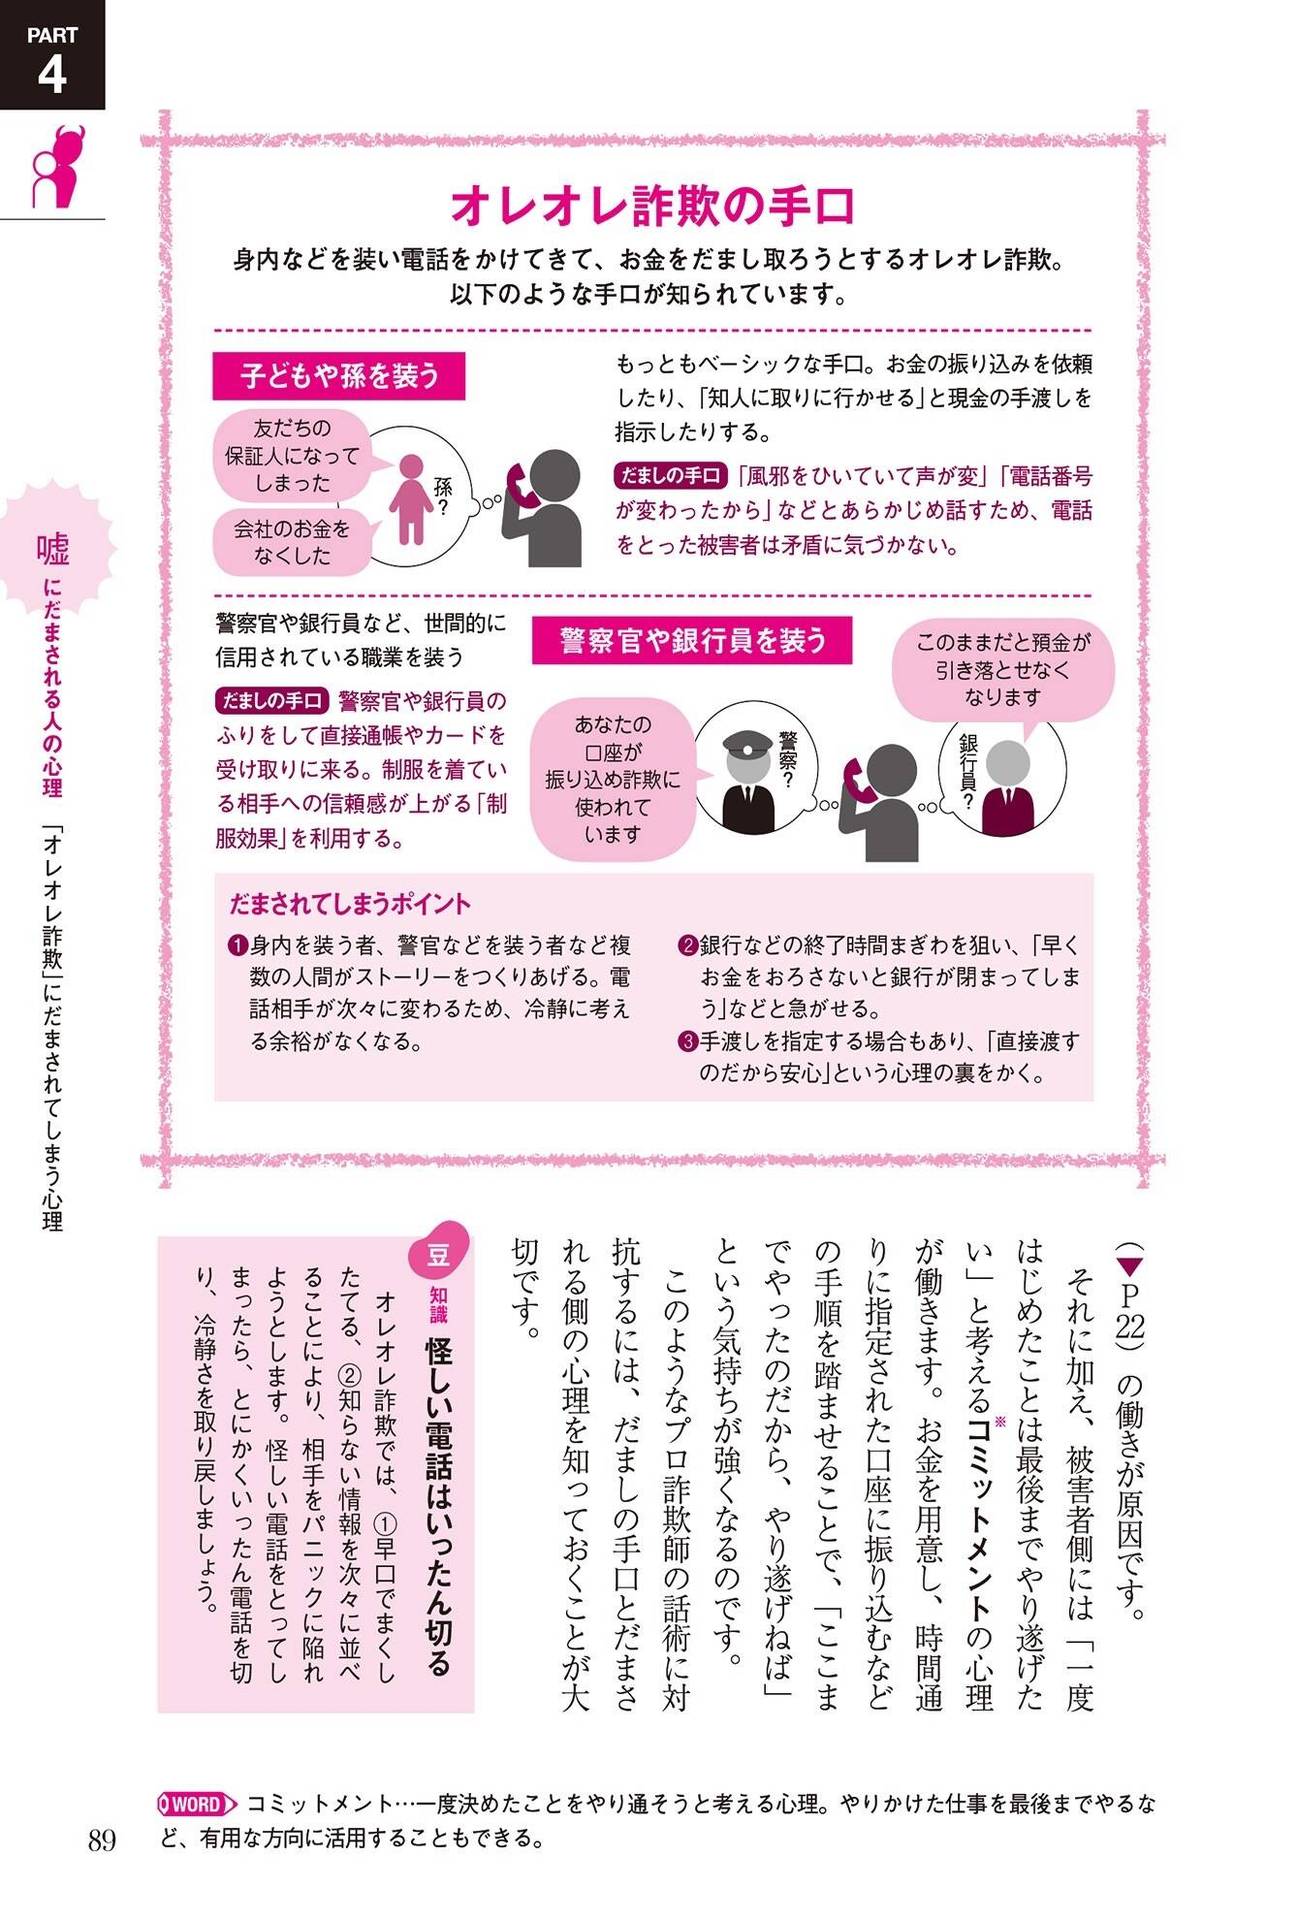 PART
4
オレオレ詐欺の手口
身内などを装い電話をかけてきて、お金をだまし取ろうとするオレオレ詐欺。
以下のような手口が知られています。
子どもや孫を装う
友だちの
保証人になって
しまった
会社のお金を
なくした
孫?
もっともベーシックな手口。お金の振り込みを依頼
したり、「知人に取りに行かせる」と現金の手渡しを
指示したりする。
だましの手口 「風邪をひいていて声が変」「電話番号
が変わったから」などとあらかじめ話すため、電話
をとった被害者は矛盾に気づかない。
警察官や銀行員など、世間的に
信用されている職業を装う
だましの手口 警察官や銀行員の
ふりをして直接通帳やカードを
受け取りに来る。制服を着てい
る相手への信頼感が上がる「制
服効果」を利用する。
警察官や銀行員を装う
あなたの
口座が
振り込め詐欺に
使われて
います
警察?
このままだと預金が
引き落とせなく
なります
銀行員?
だまされてしまうポイント
❶身内を装う者、警官などを装う者など複
数の人間がストーリーをつくりあげる。電
話相手が次々に変わるため、冷静に考え
る余裕がなくなる。
❷銀行などの終了時間まぎわを狙い、「早く
お金をおろさないと銀行が閉まってしま
う」などと急がせる。
❸手渡しを指定する場合もあり、「直接渡す
のだから安心」という心理の裏をかく。
嘘にだまされる人の心理 「オレオレ詐欺」にだまされてしまう心理
(▼P22)の働きが原因です。
それに加え、被害者側には「一度
はじめたことは最後までやり遂げた
い」と考えるコミットメント※の心理
が働きます。お金を用意し、時間通
りに指定された口座に振り込むなど
の手順を踏ませることで、「ここま
でやったのだから、やり遂げねば」
という気持ちが強くなるのです。
このようなプロ詐欺師の話術に対
抗するには、だましの手口とだまさ
れる側の心理を知っておくことが大
切です。
豆知識 怪しい電話はいったん切る
オレオレ詐欺では、①早口でまくし
たてる、②知らない情報を次々に並べ
ることにより、相手をパニックに陥れ
ようとします。怪しい電話をとってし
まったら、とにかくいったん電話を切
り、冷静さを取り戻しましょう。
WORD コミットメント…一度決めたことをやり通そうと考える心理。やりかけた仕事を最後までやるな
ど、有用な方向に活用することもできる。
89